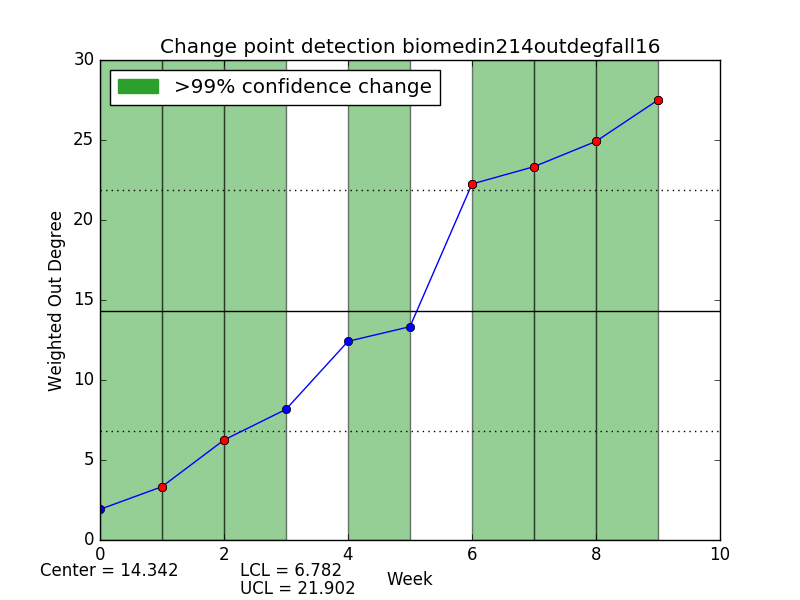 Change point detection biomedin214outdegfall16
>99% confidence change
Weighted Out Degree
30
25
20
15
10
5
0
0 2 4 6 8 10
Week
Center = 14.342
LCL = 6.782
UCL = 21.902